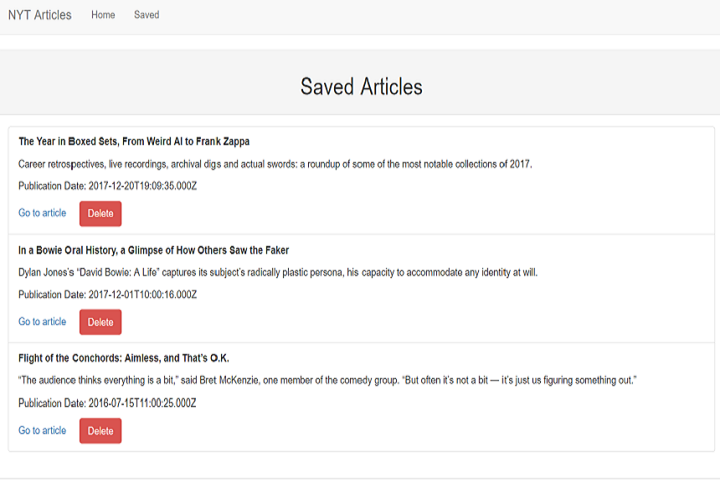 NYT Articles Home Saved
Saved Articles
The Year in Boxed Sets, From Weird Al to Frank Zappa
Career retrospectives, live recordings, archival digs and actual swords: a roundup of some of the most notable collections of 2017.
Publication Date: 2017-12-20T19:09:35.000Z
Go to article Delete
In a Bowie Oral History, a Glimpse of How Others Saw the Faker
Dylan Jones's “David Bowie: A Life” captures its subject's radically plastic persona, his capacity to accommodate any identity at will.
Publication Date: 2017-12-01T10:00:16.000Z
Go to article Delete
Flight of the Conchords: Aimless, and That's O.K.
“The audience thinks everything is a bit,” said Bret McKenzie, one member of the comedy group. “But often it's not a bit — it's just us figuring something out.”
Publication Date: 2016-07-15T11:00:25.000Z
Go to article Delete